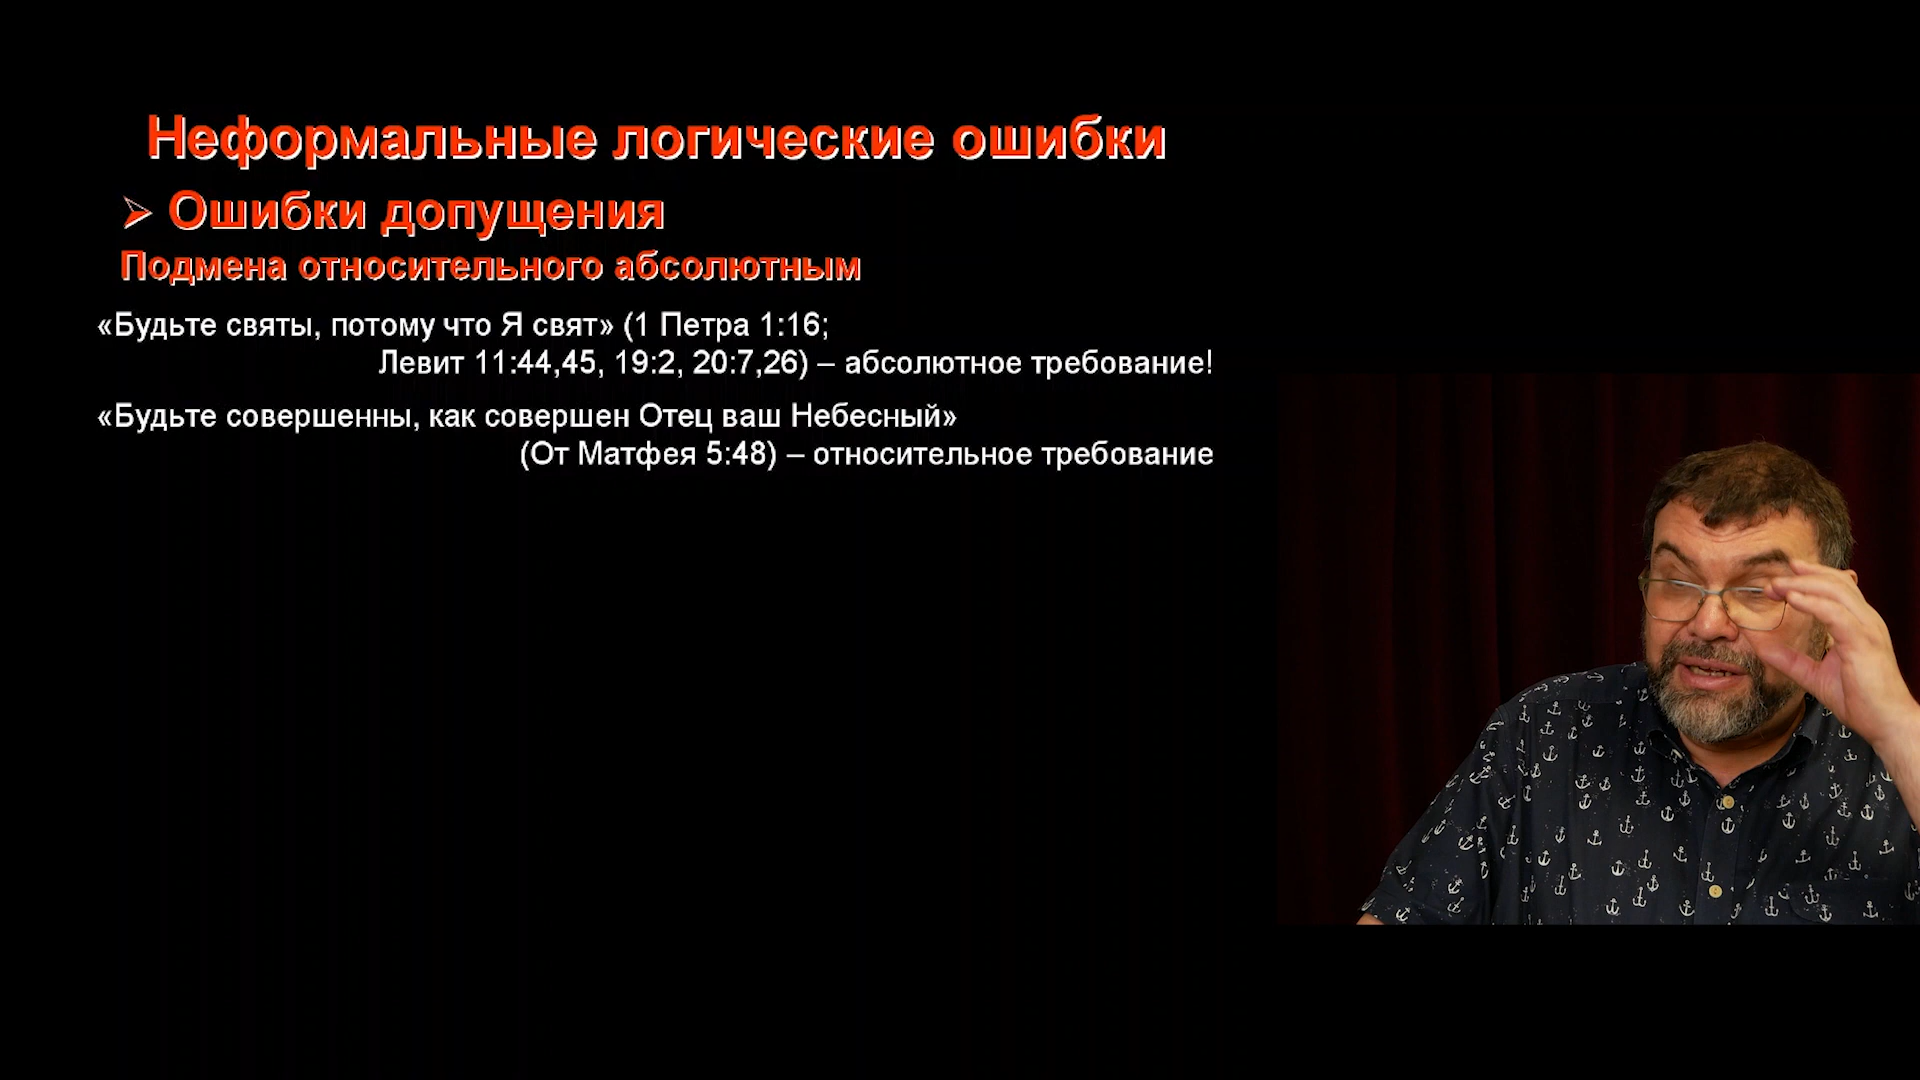 Неформальные логические ошибки
Ошибки допущения
Подмена относительного абсолютным
«Будьте святы, потому что Я свят» (1 Петра 1:16;
Левит 11:44,45, 19:2, 20:7,26) – абсолютное требование!
«Будьте совершенны, как совершен Отец ваш Небесный»
(От Матфея 5:48) – относительное требование